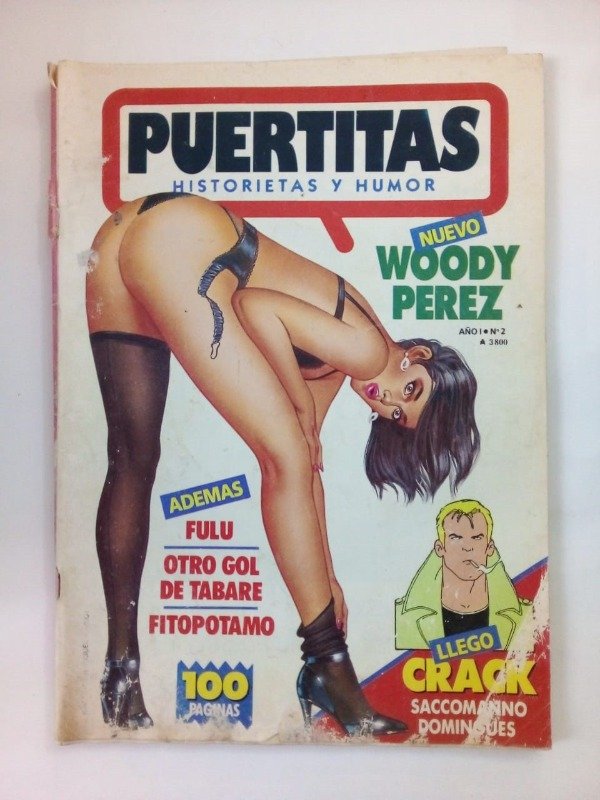 PUERTITAS
HISTORIETAS Y HUMOR
NUEVO
WOODY
PEREZ
AÑO I • Nº 2
₳ 3800
ADEMAS
FULU
OTRO GOL
DE TABARE
FITOPOTAMO
100
PAGINAS
LLEGO
CRACK
SACCOMANNO
DOMINGUES